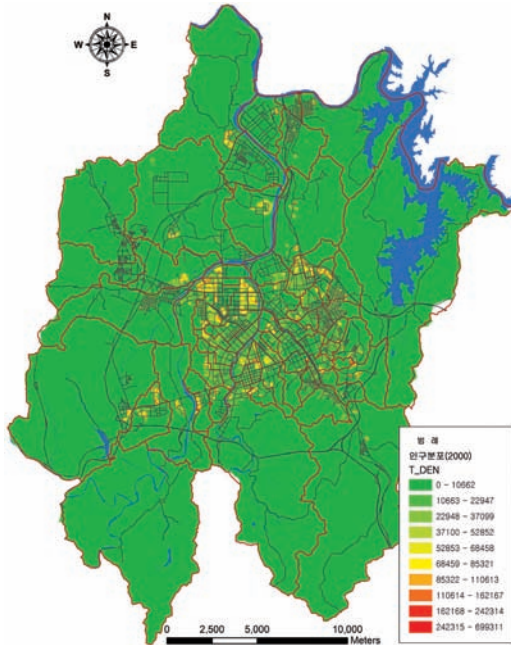 N
W E
S
범 례
인구분포(2000)
T_DEN
0 - 10662
10663 - 22947
22948 - 37099
37100 - 52852
52853 - 68458
68459 - 85321
85322 - 110613
110614 - 162167
162168 - 242314
242315 - 699311
0 2,500 5,000 10,000
Meters